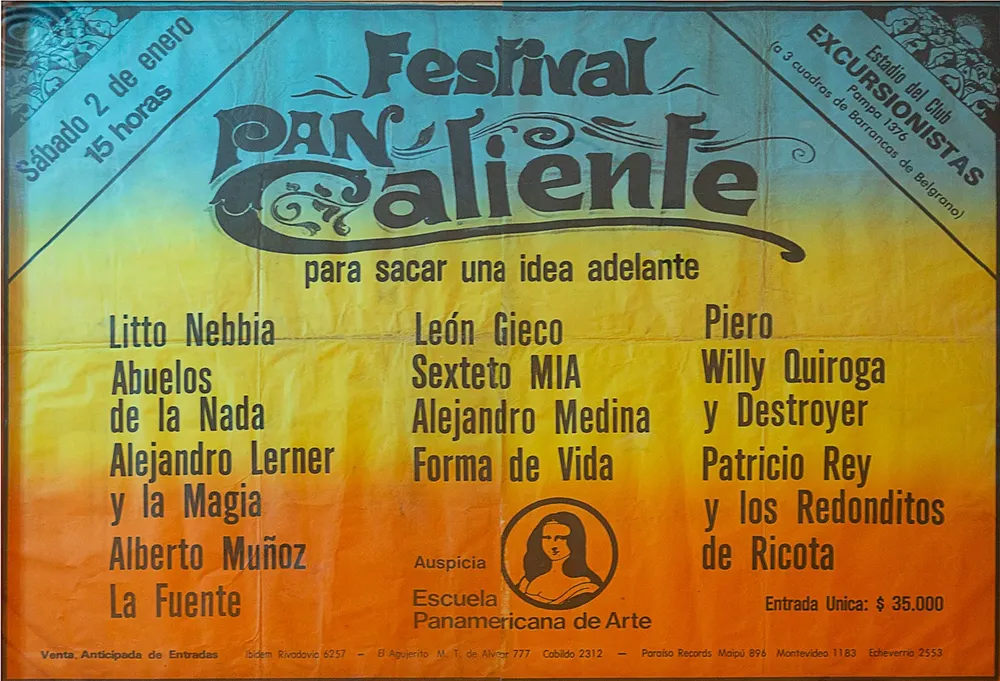 Sábado 2 de enero
15 horas
Festival
PAN
Caliente
para sacar una idea adelante
Estadio del Club
EXCURSIONISTAS
Pampa 1376
(a 3 cuadras de Barrancas de Belgrano)
Litto Nebbia
Abuelos
de la Nada
Alejandro Lerner
y la Magia
Alberto Muñoz
La Fuente
León Gieco
Sexteto MIA
Alejandro Medina
Forma de Vida
Piero
Willy Quiroga
y Destroyer
Patricio Rey
y los Redonditos
de Ricota
Auspicia
Escuela
Panamericana de Arte
Entrada Unica: $ 35.000
Venta Anticipada de Entradas Ibidem Rivadavia 6257 — El Agujerito M. T. de Alvear 777 Cabildo 2312 — Paraíso Records Maipú 896 Montevideo 1183 Echeverria 2553